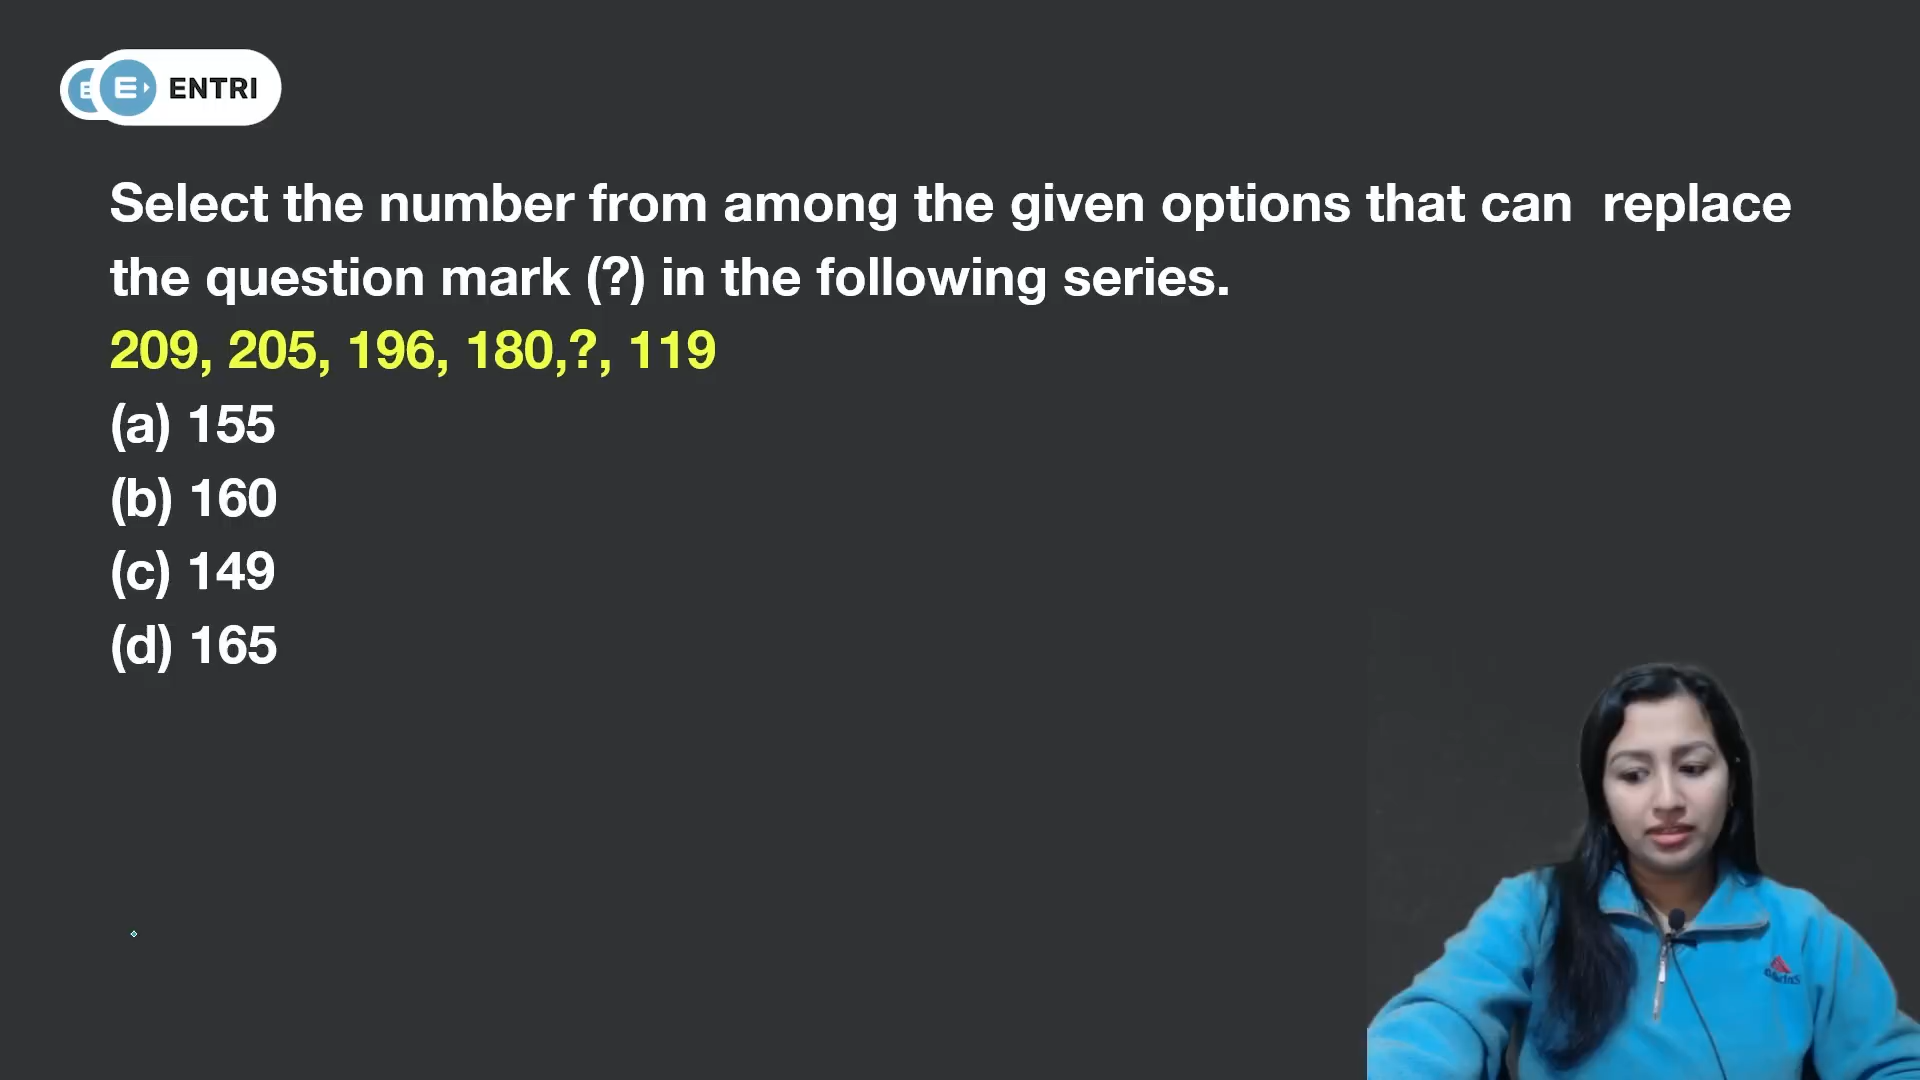 ENTRI
Select the number from among the given options that can replace
the question mark (?) in the following series.
209, 205, 196, 180,?, 119
(a) 155
(b) 160
(c) 149
(d) 165